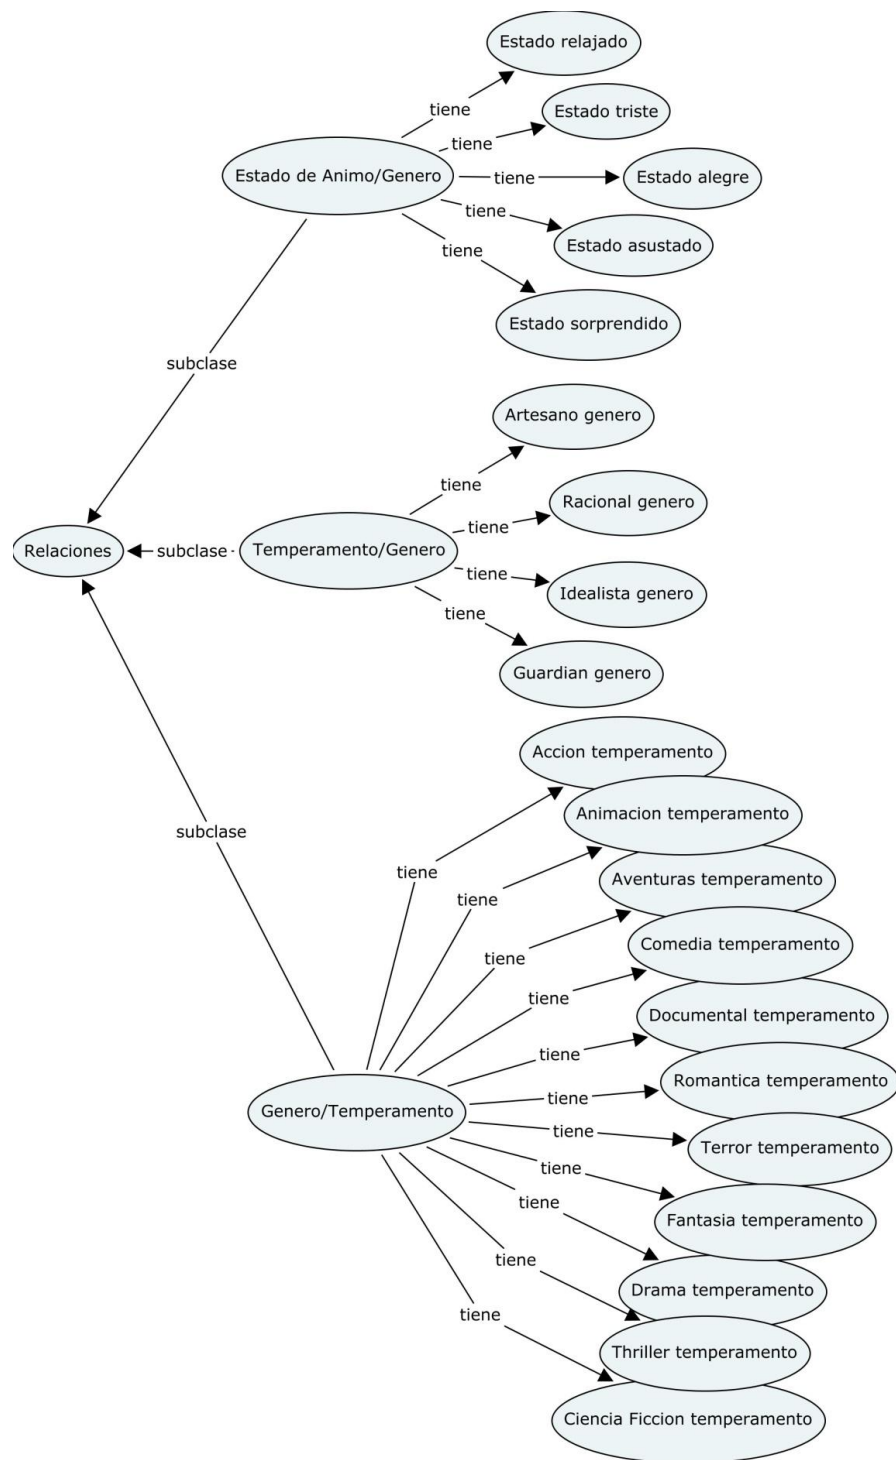 Estado relajado
tiene
Estado triste
tiene
Estado de Animo/Genero
tiene
Estado alegre
tiene
Estado asustado
tiene
Estado sorprendido
subclase
Artesano genero
tiene
Racional genero
tiene
Relaciones
subclase
Temperamento/Genero
tiene
Idealista genero
tiene
Guardian genero
Accion temperamento
Animacion temperamento
subclase
tiene
Aventuras temperamento
tiene
Comedia temperamento
tiene
tiene
Documental temperamento
tiene
Romantica temperamento
tiene
Genero/Temperamento
tiene
Terror temperamento
tiene
Fantasia temperamento
tiene
Drama temperamento
tiene
Thriller temperamento
tiene
Ciencia Ficcion temperamento